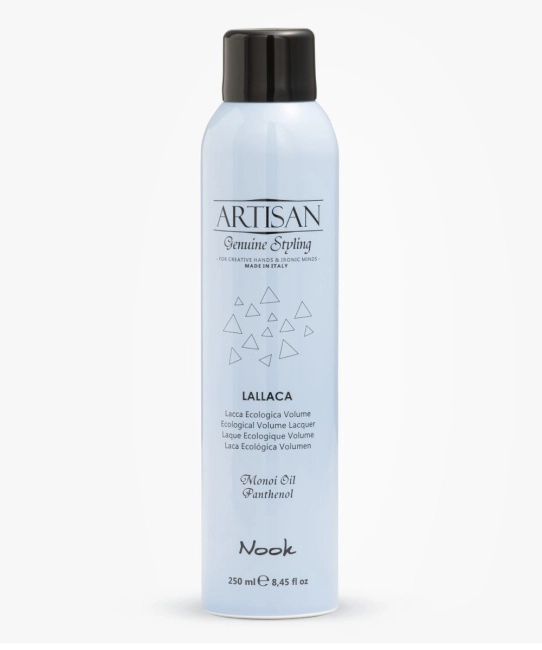 ARTISAN
Genuine Styling
- FOR CREATIVE HANDS & IRONIC MINDS -
MADE IN ITALY
LALLACA
Lacca Ecologica Volume
Ecological Volume Lacquer
Laque Ecologique Volume
Laca Ecológica Volumen
Monoi Oil
Panthenol
Nook
250 ml ℮ 8,45 fl oz